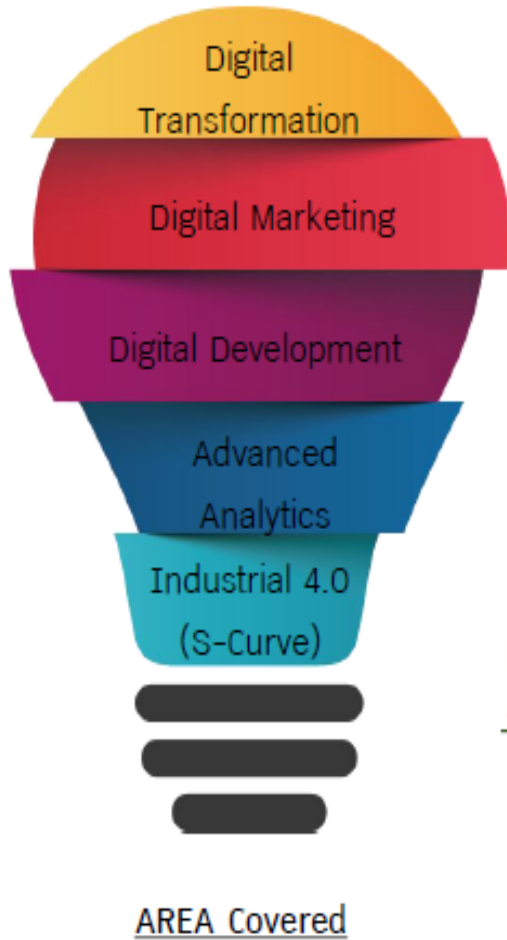 Digital
Transformation
Digital Marketing
Digital Development
Advanced
Analytics
Industrial 4.0
(S-Curve)
AREA Covered